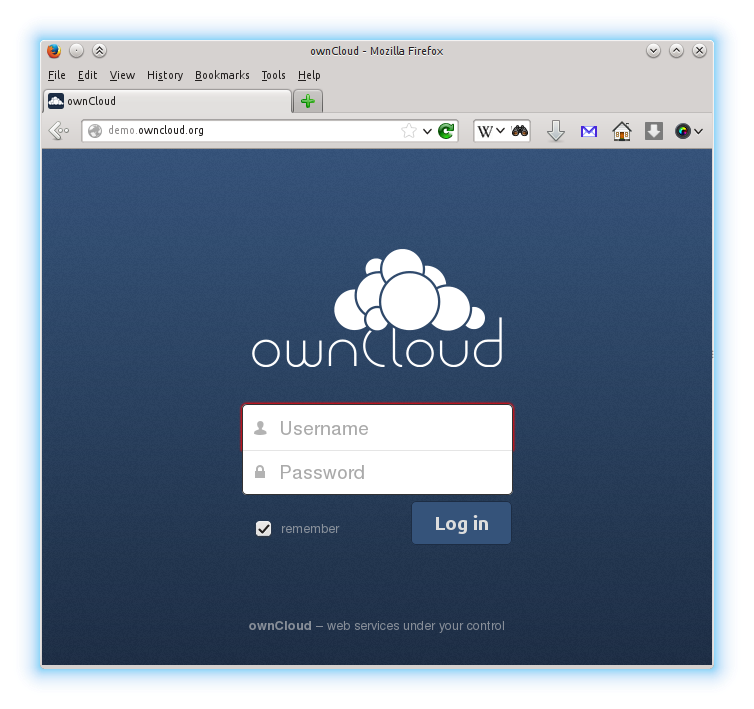 ownCloud - Mozilla Firefox
File Edit View History Bookmarks Tools Help
ownCloud
demo.owncloud.org
W
M
ownCloud
Username
Password
remember
Log in
ownCloud – web services under your control